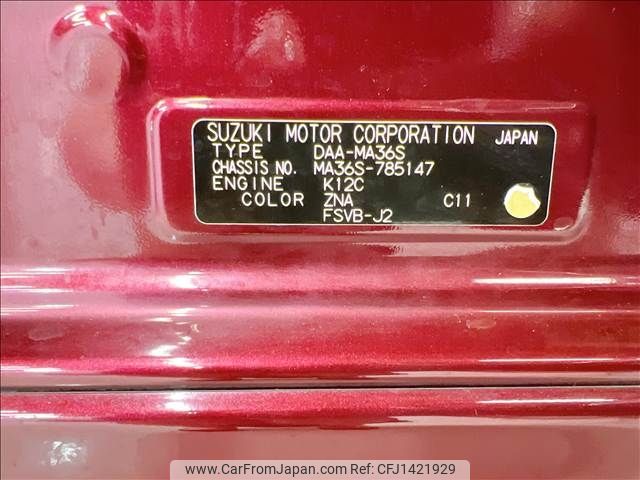 SUZUKI MOTOR CORPORATION JAPAN
TYPE DAA-MA36S
CHASSIS NO. MA36S-785147
ENGINE K12C
COLOR ZNA C11
FSVB-J2
www.CarFromJapan.com CFJ1421929